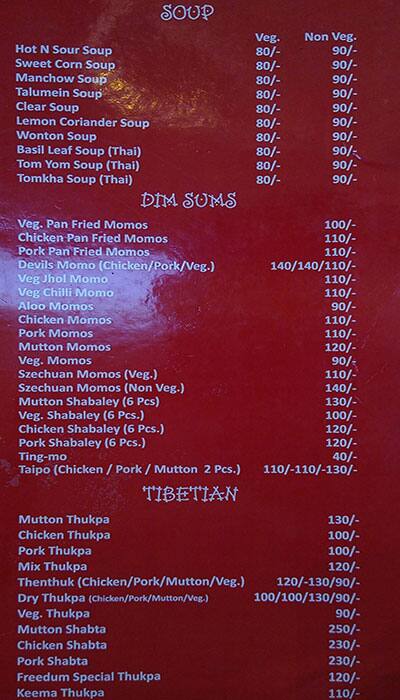 SOUP
Veg. Non Veg.
Hot N Sour Soup 80/- 90/-
Sweet Corn Soup 80/- 90/-
Manchow Soup 80/- 90/-
Talumein Soup 80/- 90/-
Clear Soup 80/- 90/-
Lemon Coriander Soup 80/- 90/-
Wonton Soup 80/- 90/-
Basil Leaf Soup (Thai) 80/- 90/-
Tom Yom Soup (Thai) 80/- 90/-
Tomkha Soup (Thai) 80/- 90/-
DIM SUMS
Veg. Pan Fried Momos 100/-
Chicken Pan Fried Momos 110/-
Pork Pan Fried Momos 110/-
Devils Momo (Chicken/Pork/Veg.) 140/140/110/-
Veg Jhol Momo 110/-
Veg Chilli Momo 110/-
Aloo Momos 90/-
Chicken Momos 110/-
Pork Momos 110/-
Mutton Momos 120/-
Veg. Momos 90/-
Szechuan Momos (Veg.) 110/-
Szechuan Momos (Non Veg.) 140/-
Mutton Shabaley (6 Pcs) 130/-
Veg. Shabaley (6 Pcs.) 100/-
Chicken Shabaley (6 Pcs.) 120/-
Pork Shabaley (6 Pcs.) 120/-
Ting-mo 40/-
Taipo (Chicken / Pork / Mutton 2 Pcs.) 110/-110/-130/-
TIBETIAN
Mutton Thukpa 130/-
Chicken Thukpa 100/-
Pork Thukpa 100/-
Mix Thukpa 120/-
Thenthuk (Chicken/Pork/Mutton/Veg.) 120/-130/90/-
Dry Thukpa (Chicken/Pork/Mutton/Veg.) 100/100/130/90/-
Veg. Thukpa 90/-
Mutton Shabta 250/-
Chicken Shabta 230/-
Pork Shabta 230/-
Freedum Special Thukpa 120/-
Keema Thukpa 110/-